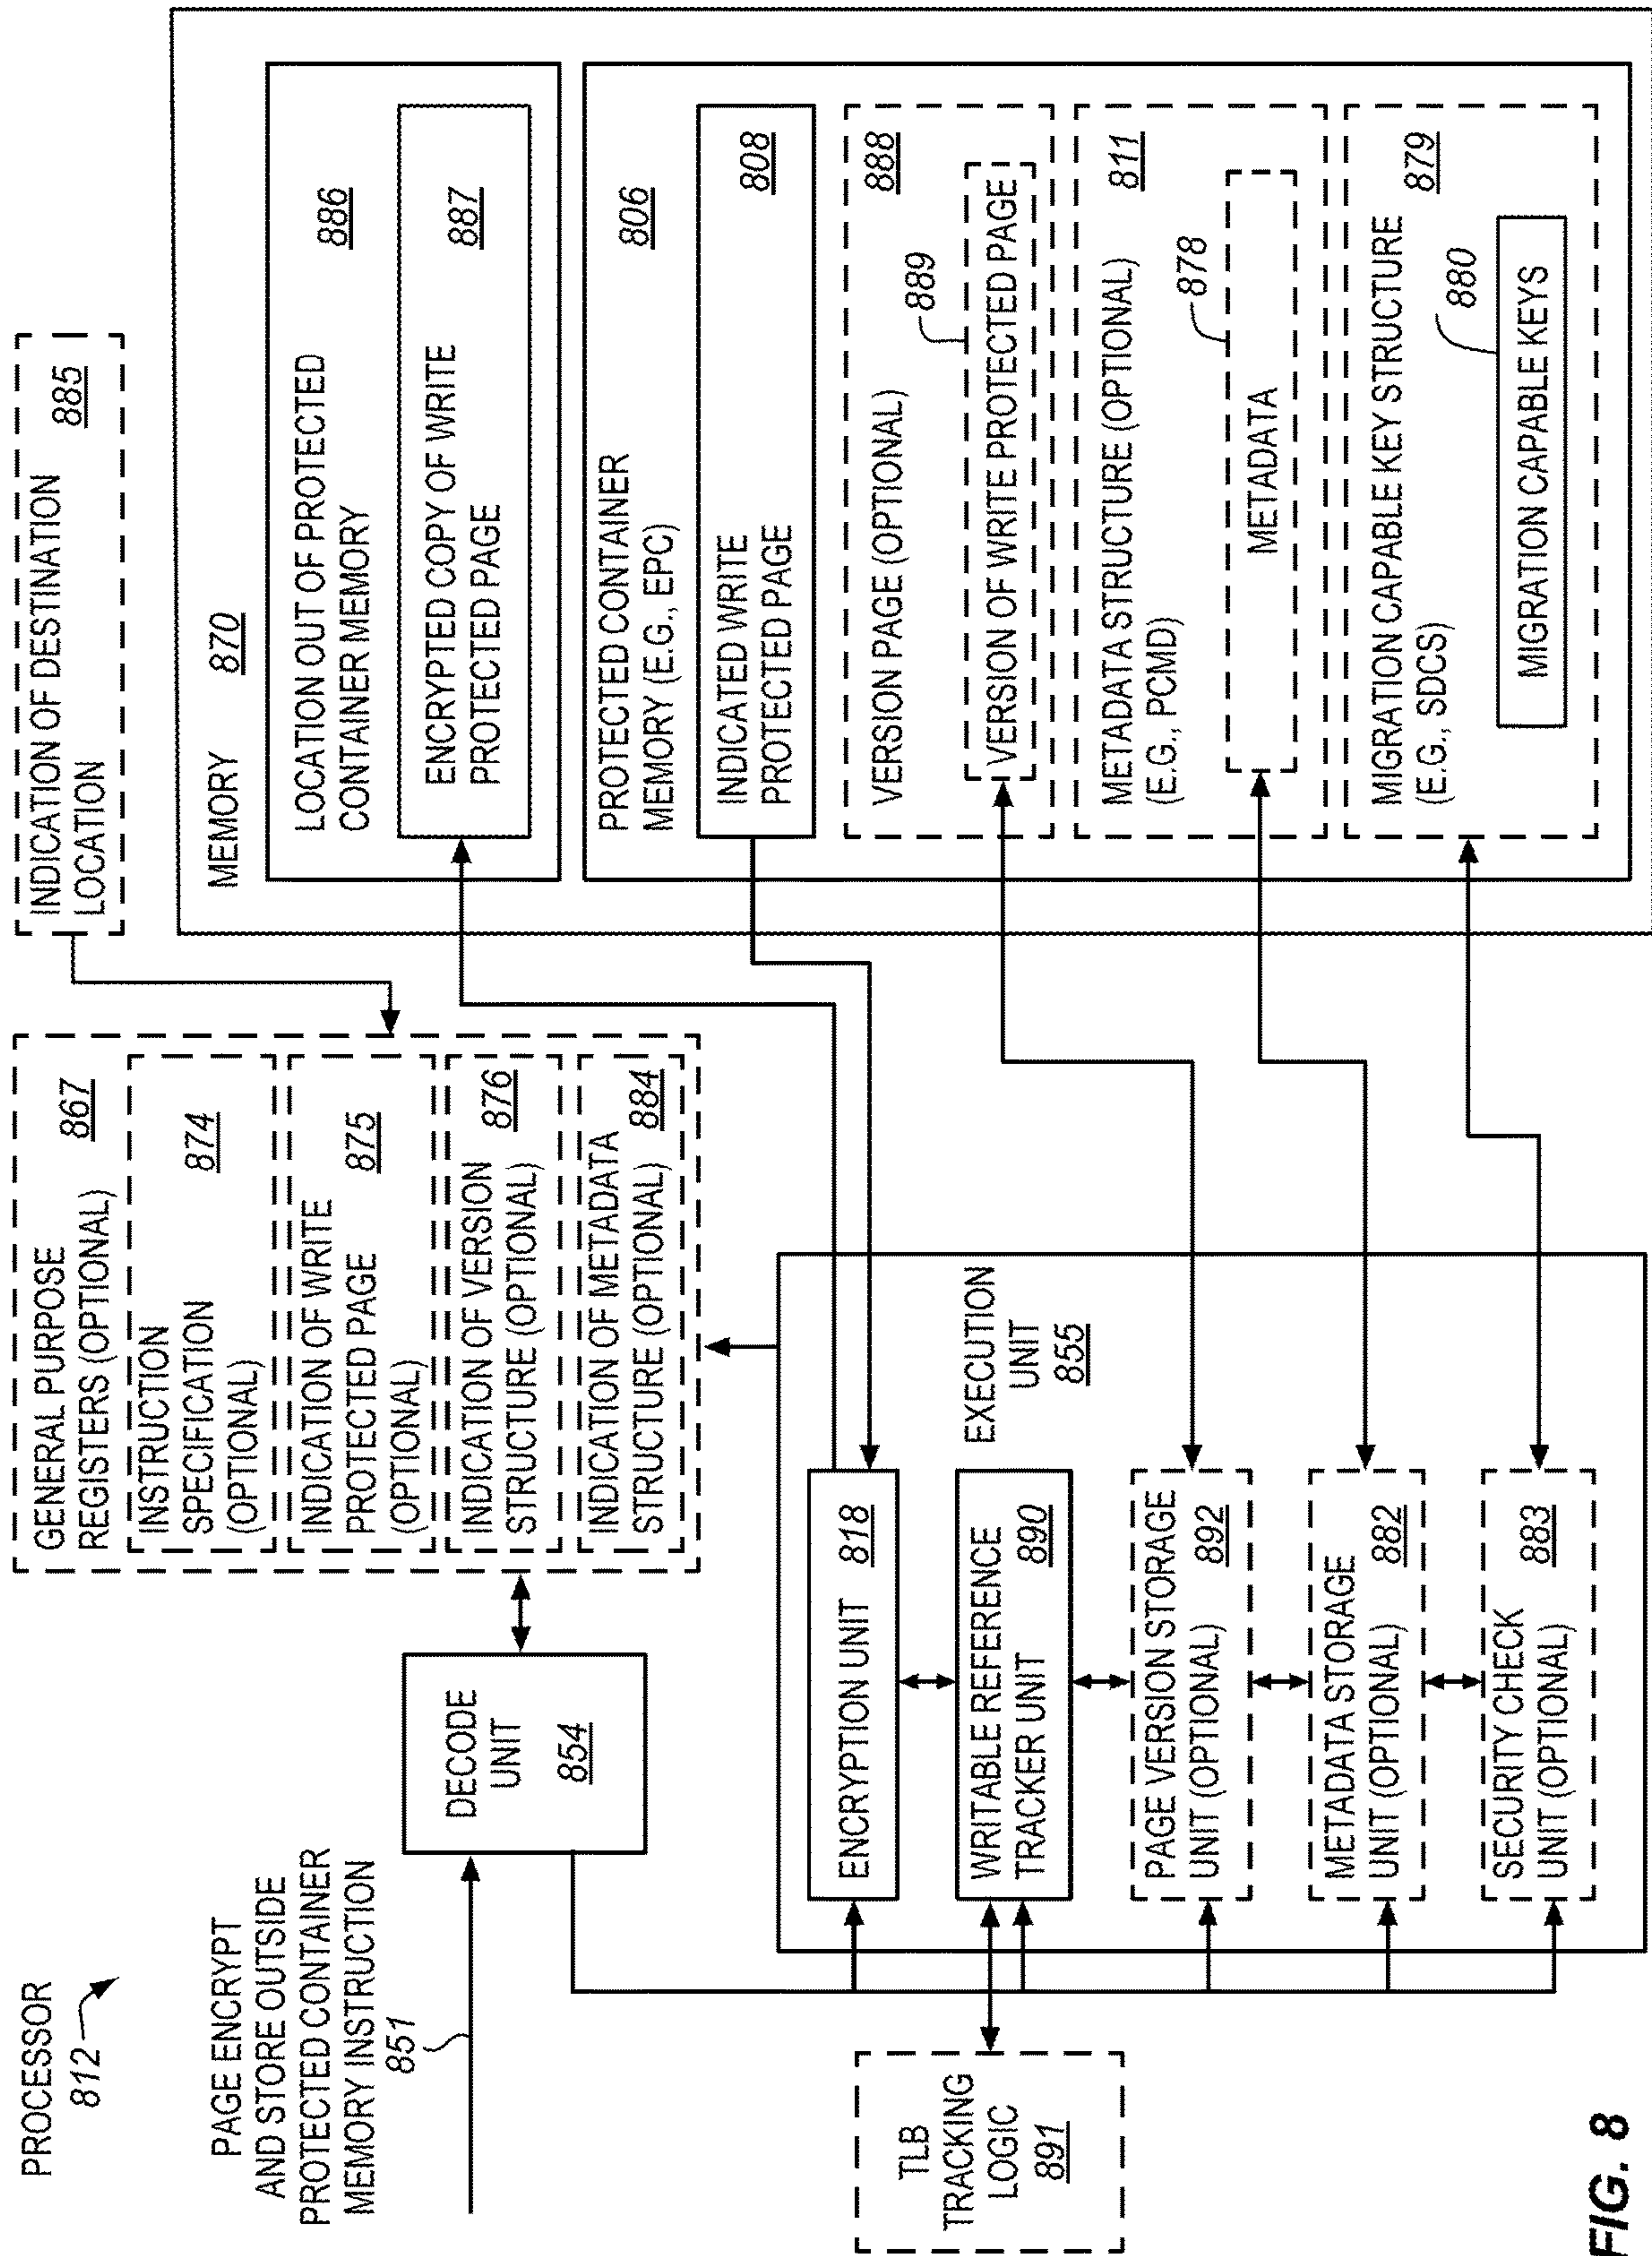 PROCESSOR
812
PAGE ENCRYPT
AND STORE OUTSIDE
PROTECTED CONTAINER
MEMORY INSTRUCTION
851
DECODE
UNIT
854
GENERAL PURPOSE
REGISTERS (OPTIONAL)
867
INSTRUCTION
SPECIFICATION
(OPTIONAL)
874
INDICATION OF WRITE
PROTECTED PAGE
(OPTIONAL)
875
INDICATION OF VERSION
STRUCTURE (OPTIONAL)
876
INDICATION OF METADATA
STRUCTURE (OPTIONAL)
884
INDICATION OF DESTINATION
LOCATION
885
TLB
TRACKING
LOGIC
891
EXECUTION
UNIT
855
ENCRYPTION UNIT 818
WRITABLE REFERENCE
TRACKER UNIT 890
PAGE VERSION STORAGE
UNIT (OPTIONAL) 892
METADATA STORAGE
UNIT (OPTIONAL) 882
SECURITY CHECK
UNIT (OPTIONAL) 883
MEMORY 870
LOCATION OUT OF PROTECTED
CONTAINER MEMORY
886
ENCRYPTED COPY OF WRITE
PROTECTED PAGE
887
PROTECTED CONTAINER
MEMORY (E.G., EPC)
806
INDICATED WRITE
PROTECTED PAGE
808
VERSION PAGE (OPTIONAL)
888
889
VERSION OF WRITE PROTECTED PAGE
METADATA STRUCTURE (OPTIONAL)
(E.G., PCMD)
811
878
METADATA
MIGRATION CAPABLE KEY STRUCTURE
(E.G., SDCS)
879
880
MIGRATION CAPABLE KEYS
FIG. 8